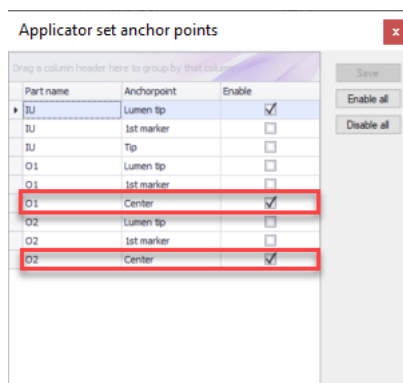 Applicator set anchor points
x
Drag a column header here to group by that column
Save
Part name Anchorpoint Enable
Enable all
IU Lumen tip
Disable all
IU 1st marker
IU Tip
O1 Lumen tip
O1 1st marker
O1 Center
O2 Lumen tip
O2 1st marker
O2 Center